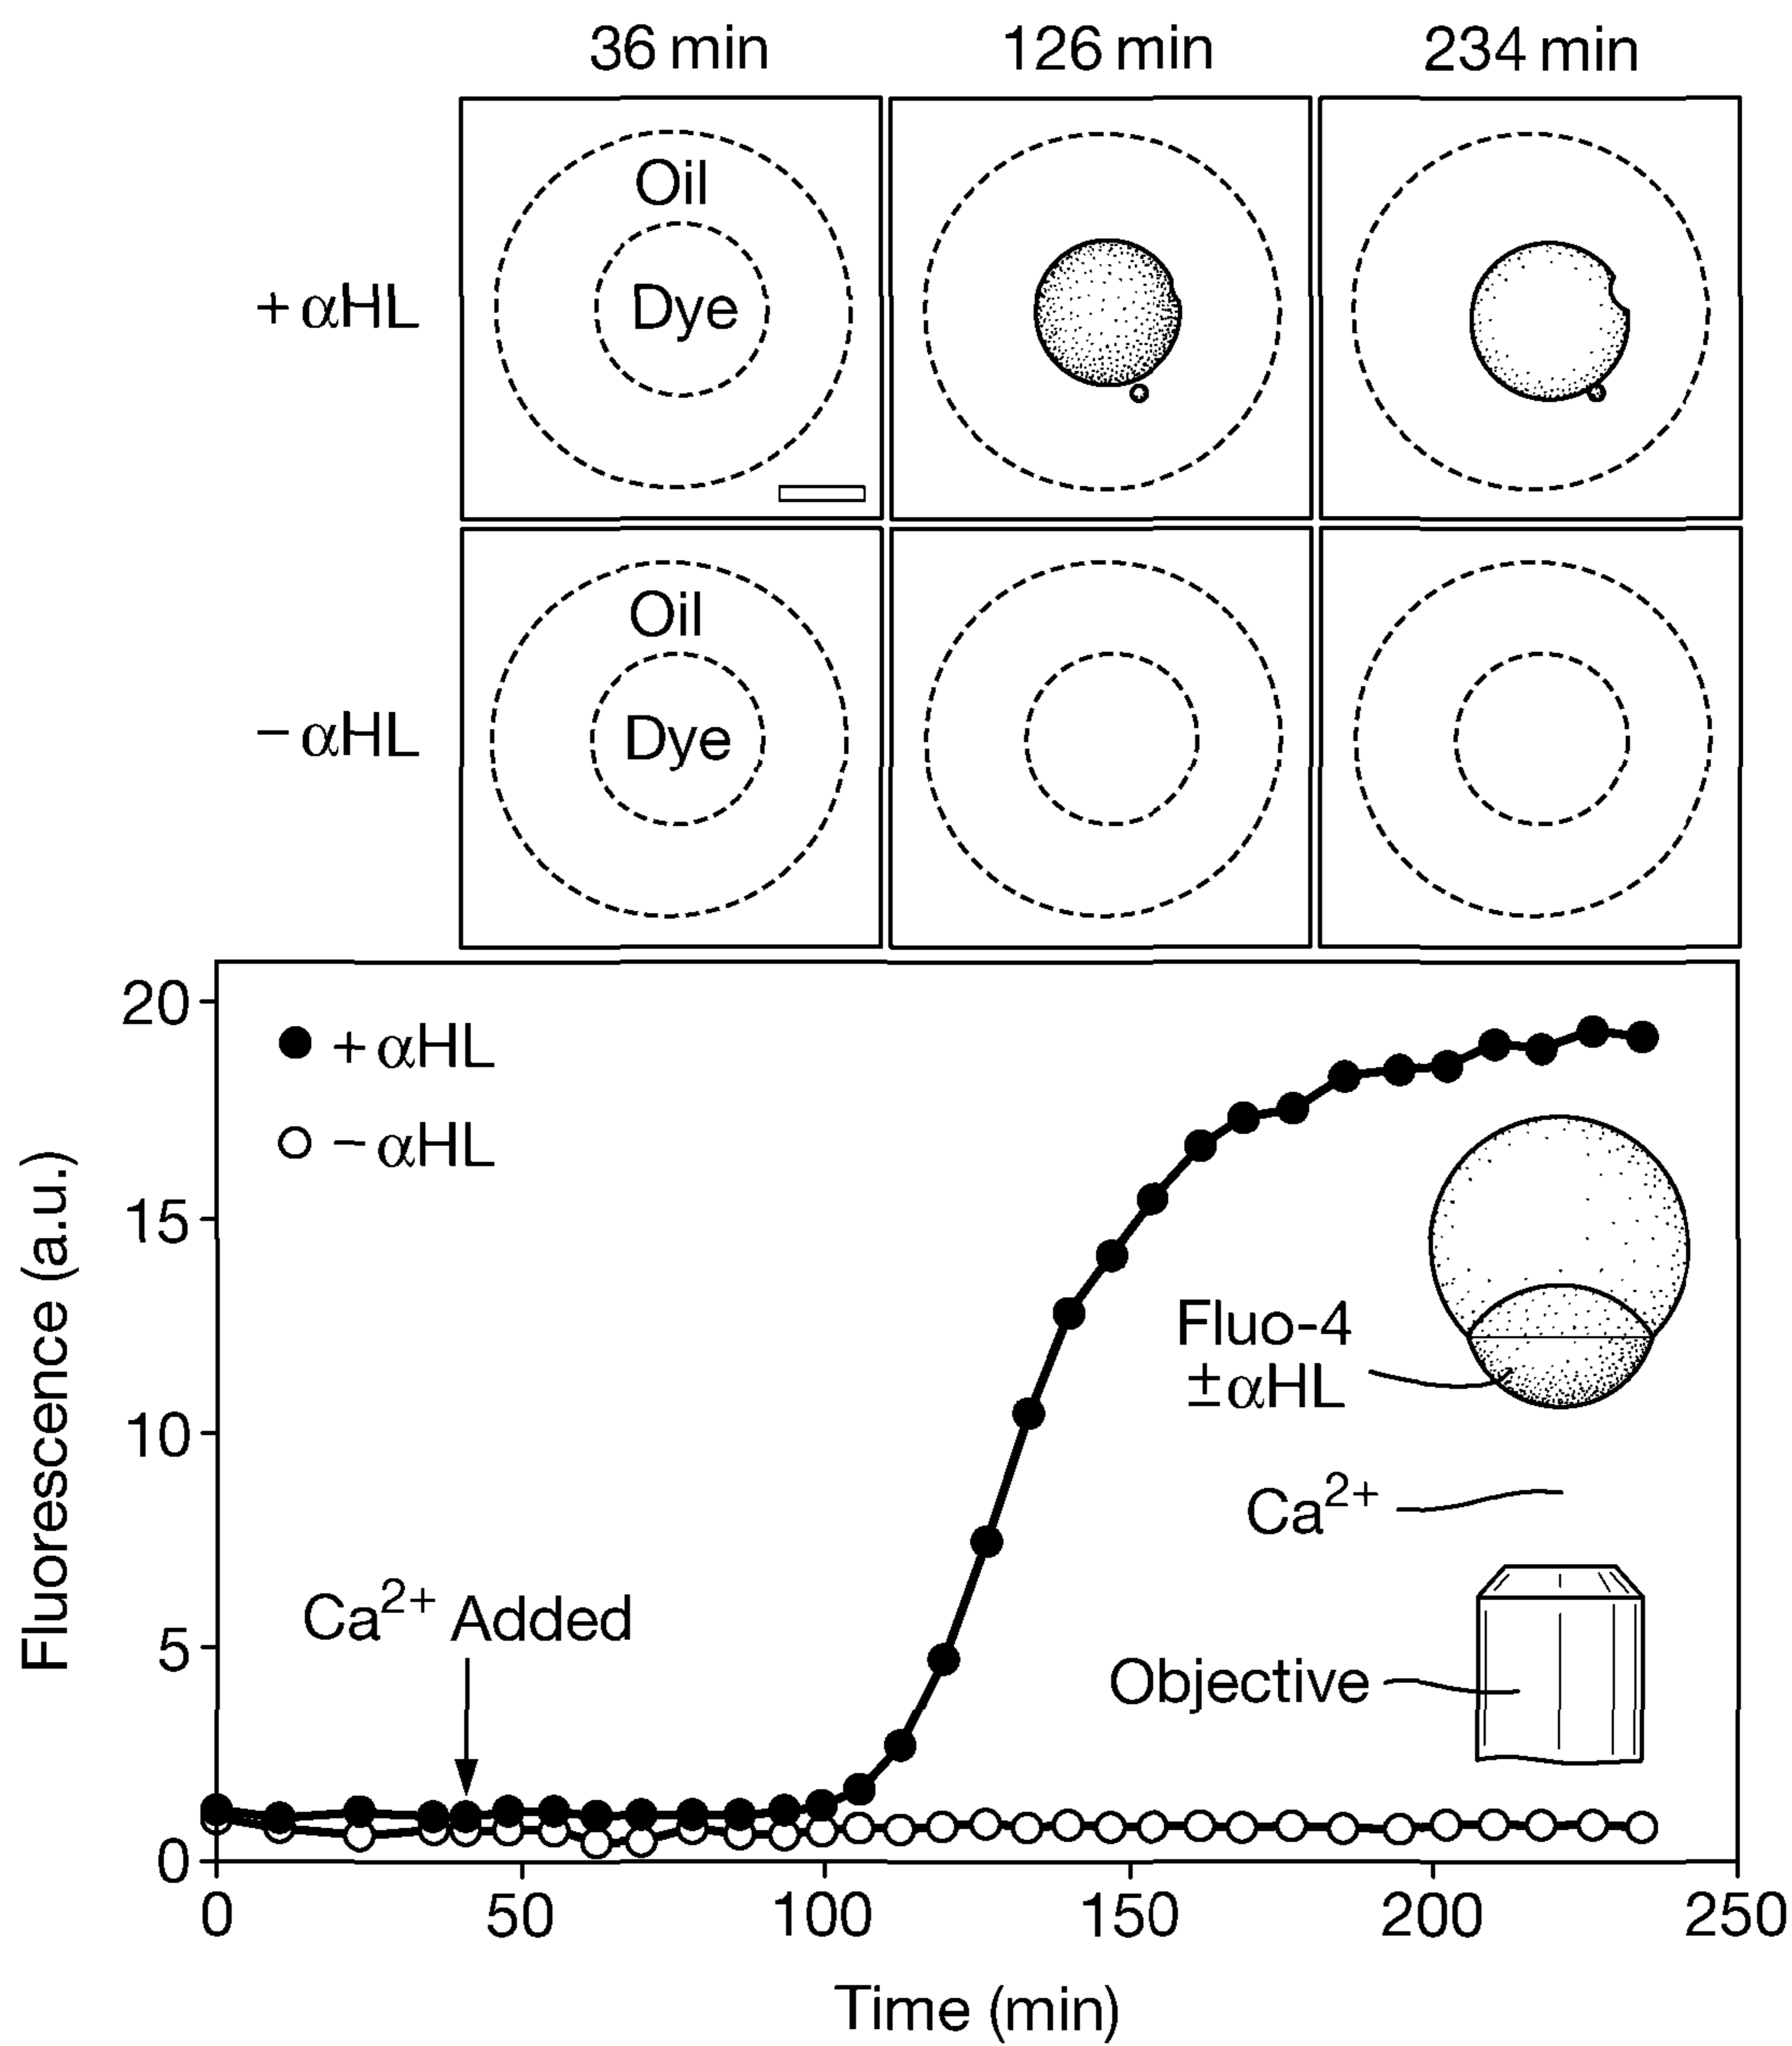 36 min 126 min 234 min
+ αHL
Oil
Dye
− αHL
Oil
Dye
Fluorescence (a.u.)
20
15
10
5
0
+ αHL
− αHL
Ca²⁺ Added
Fluo-4
±αHL
Ca²⁺
Objective
0 50 100 150 200 250
Time (min)